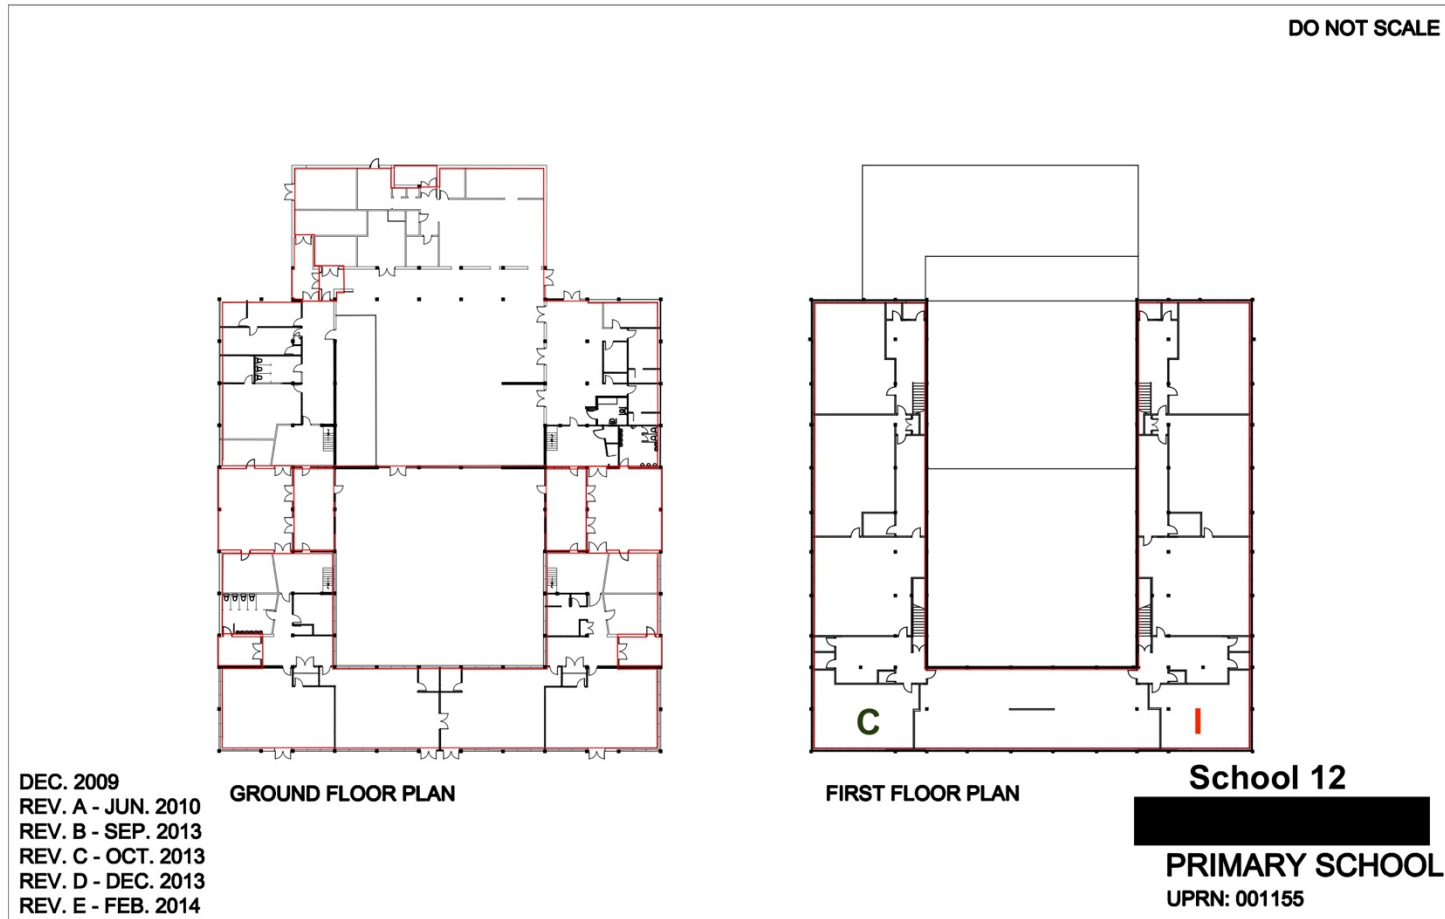 DO NOT SCALE
C
I
GROUND FLOOR PLAN
FIRST FLOOR PLAN
DEC. 2009
REV. A - JUN. 2010
REV. B - SEP. 2013
REV. C - OCT. 2013
REV. D - DEC. 2013
REV. E - FEB. 2014
School 12
PRIMARY SCHOOL
UPRN: 001155